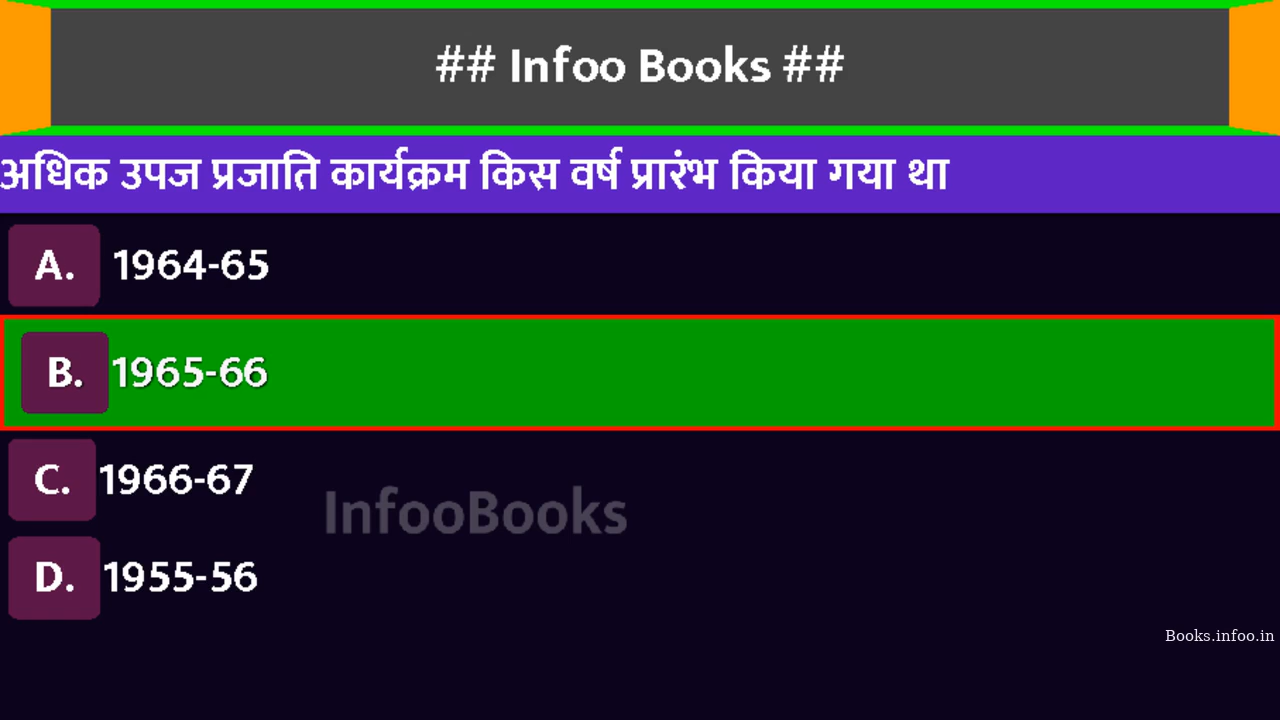 ## Infoo Books ##
अधिक उपज प्रजाति कार्यक्रम किस वर्ष प्रारंभ किया गया था
A. 1964-65
B. 1965-66
C. 1966-67
InfooBooks
D. 1955-56
Books.infoo.in